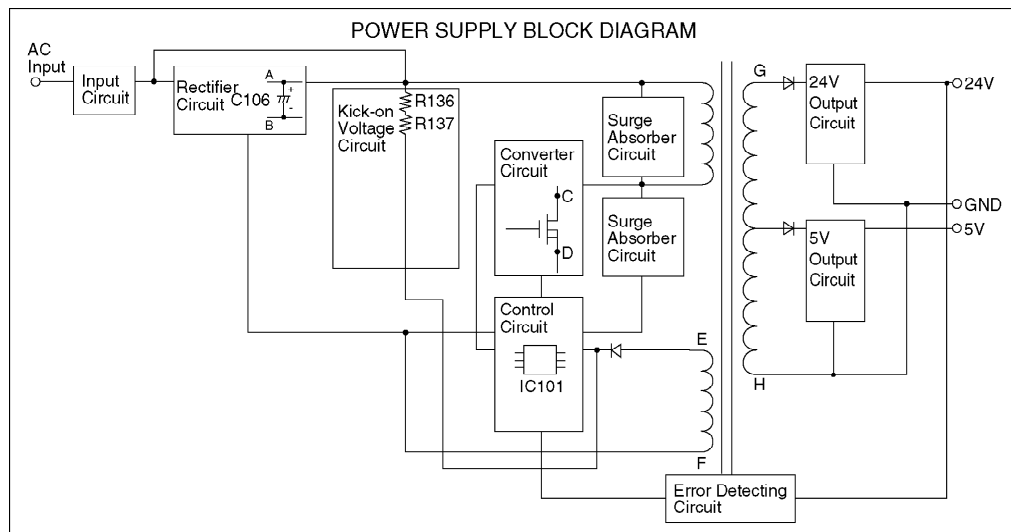 POWER SUPPLY BLOCK DIAGRAM
AC
Input
Input
Circuit
Rectifier
Circuit
C106
A
+
-
B
Kick-on
Voltage
Circuit
R136
R137
Converter
Circuit
C
D
Surge
Absorber
Circuit
Surge
Absorber
Circuit
Control
Circuit
IC101
E
F
G
H
24V
Output
Circuit
5V
Output
Circuit
24V
GND
5V
Error Detecting
Circuit